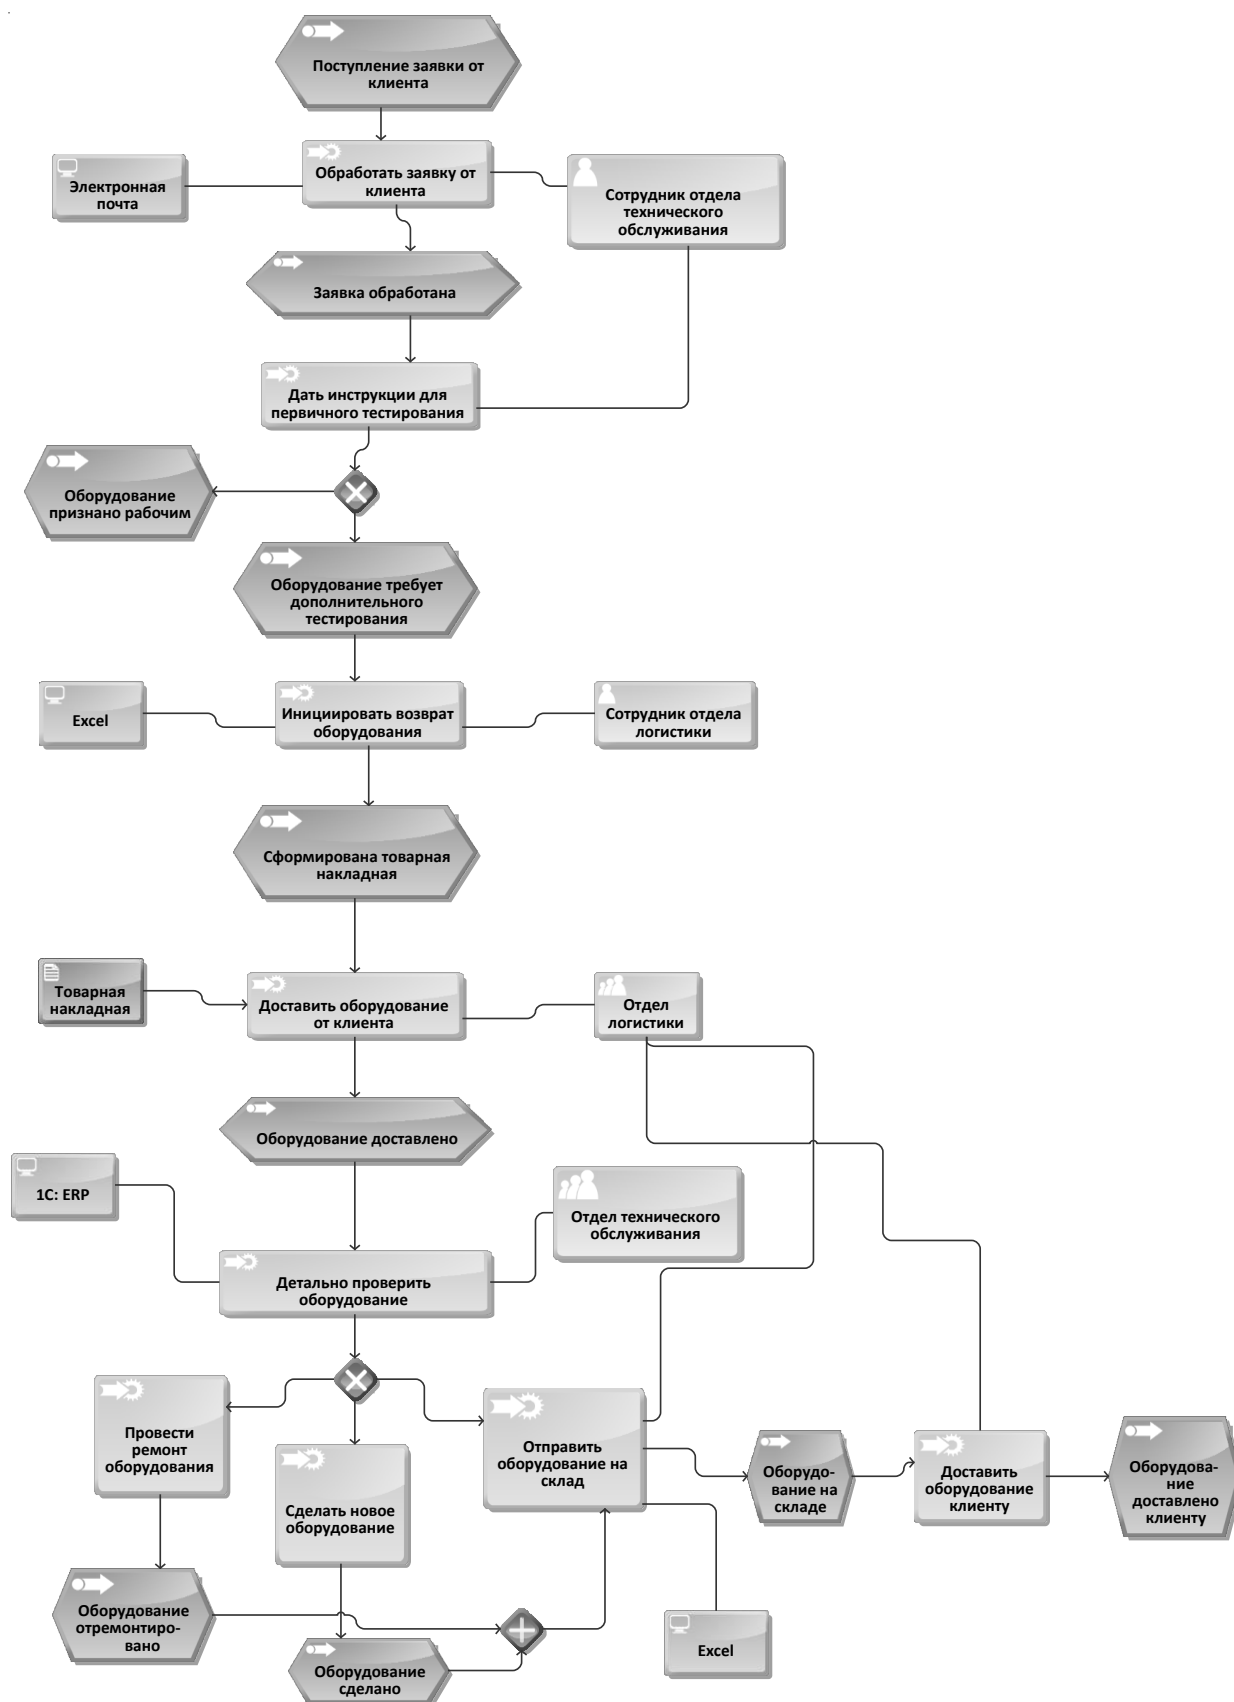 Поступление заявки от
клиента
Обработать заявку от
клиента
Электронная
почта
Сотрудник отдела
технического
обслуживания
Заявка обработана
Дать инструкции для
первичного тестирования
Оборудование
признано рабочим
Оборудование требует
дополнительного
тестирования
Excel
Инициировать возврат
оборудования
Сотрудник отдела
логистики
Сформирована товарная
накладная
Товарная
накладная
Доставить оборудование
от клиента
Отдел
логистики
Оборудование доставлено
1С: ERP
Отдел технического
обслуживания
Детально проверить
оборудование
Провести
ремонт
оборудования
Сделать новое
оборудование
Отправить
оборудование на
склад
Оборудо-
вание на
складе
Доставить
оборудование
клиенту
Оборудова-
ние
доставлено
клиенту
Оборудование
отремонтиро-
вано
Оборудование
сделано
Excel